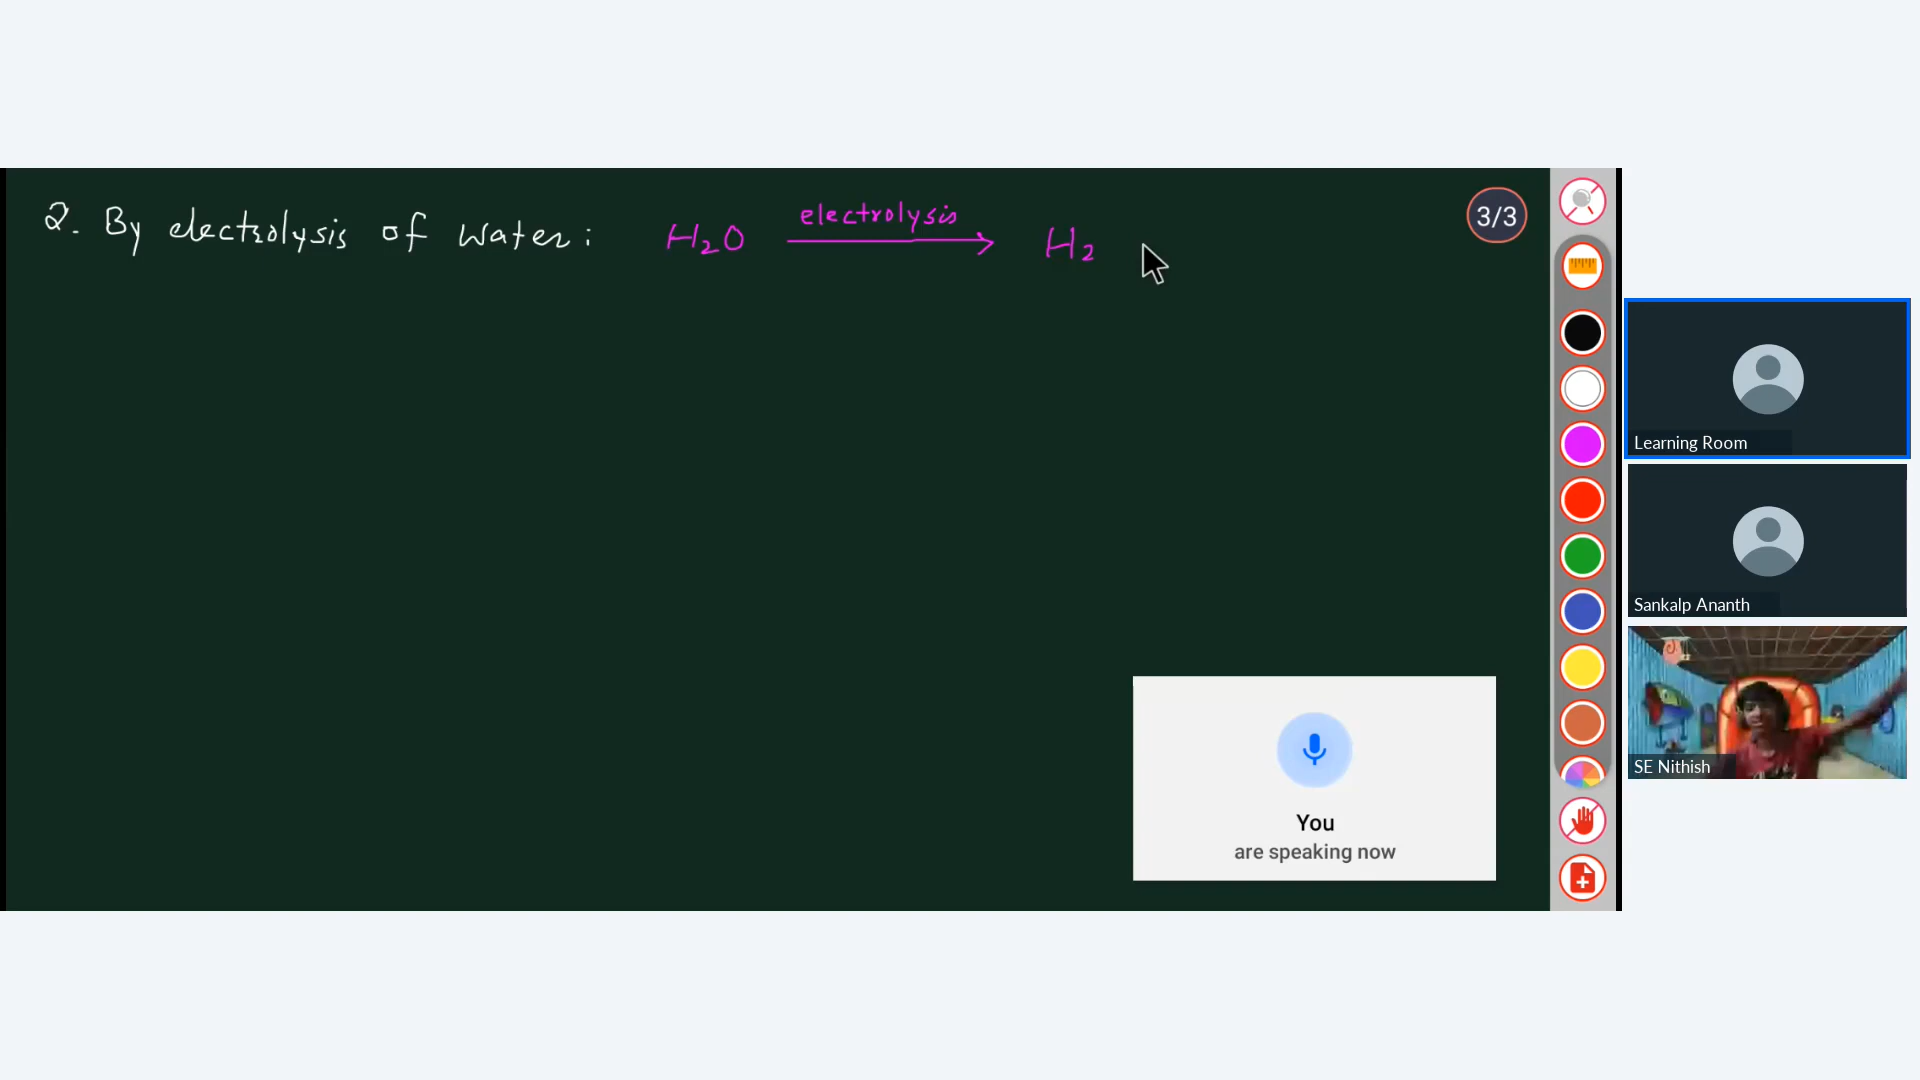 2. By electrolysis of water: H₂O electrolysis → H₂
3/3
Learning Room
Sankalp Ananth
SE Nithish
You
are speaking now